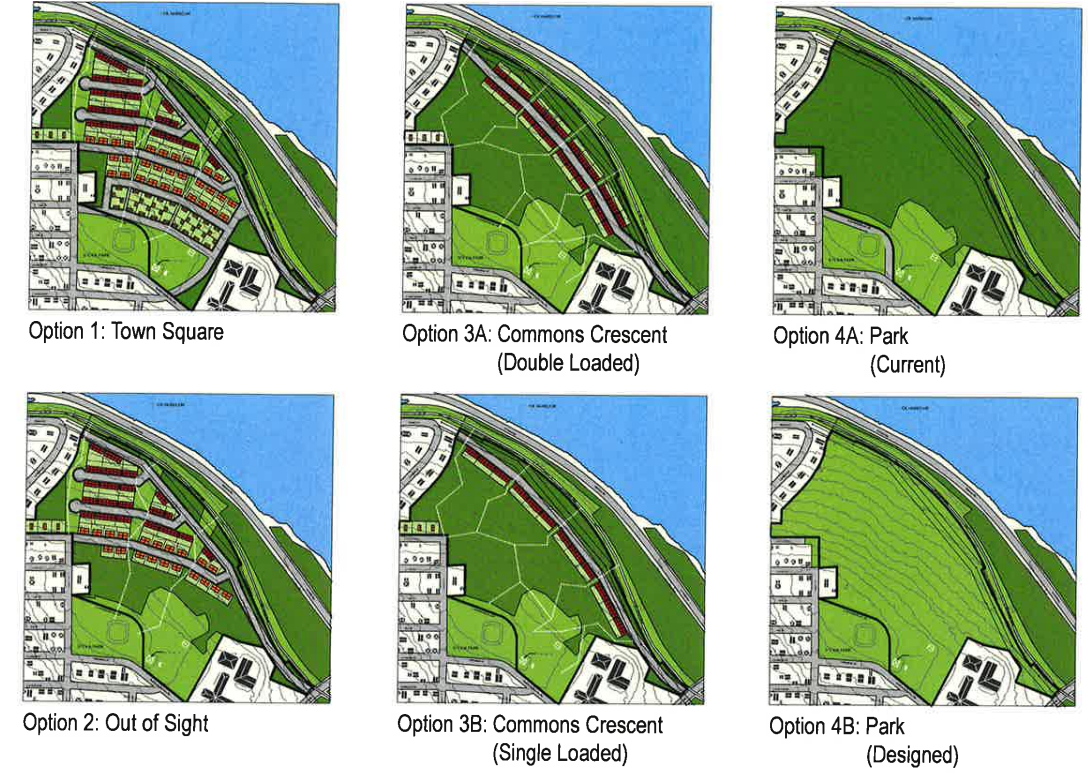 Option 1: Town Square
Option 3A: Commons Crescent
(Double Loaded)
Option 4A: Park
(Current)
Option 2: Out of Sight
Option 3B: Commons Crescent
(Single Loaded)
Option 4B: Park
(Designed)